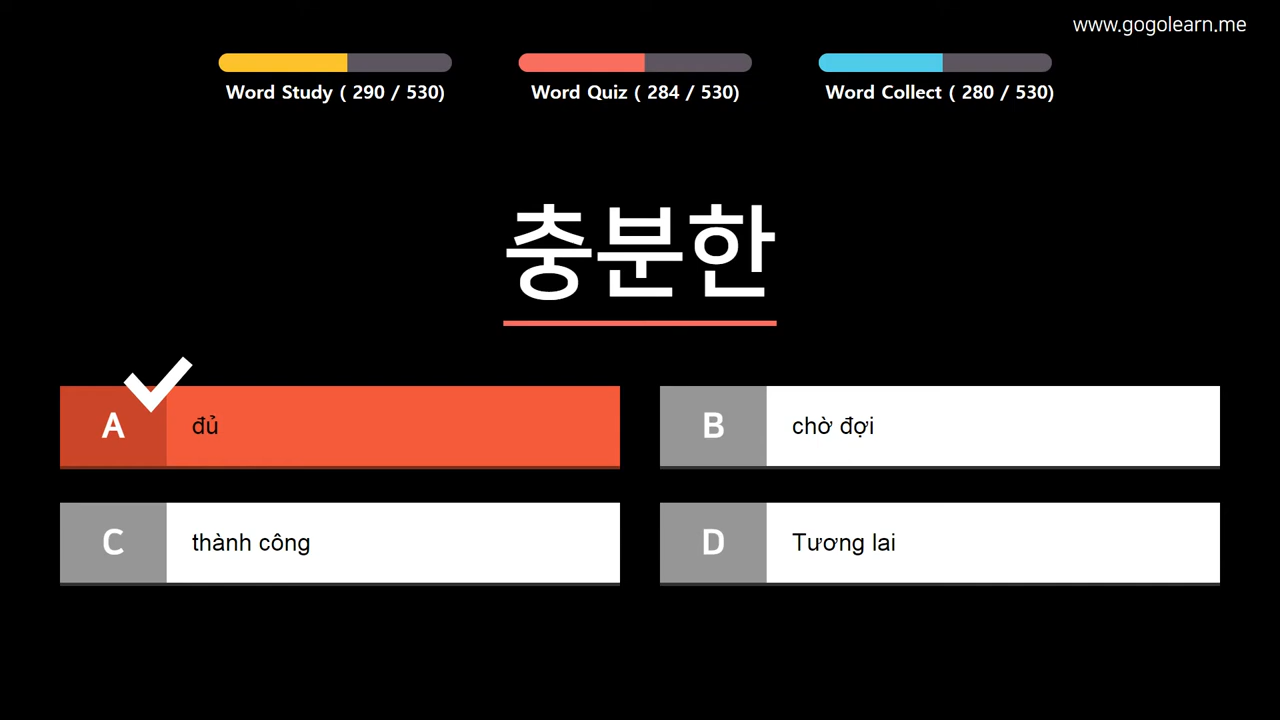 www.gogolearn.me
Word Study ( 290 / 530)
Word Quiz ( 284 / 530)
Word Collect ( 280 / 530)
충분한
A
đủ
B
chờ đợi
C
thành công
D
Tương lai